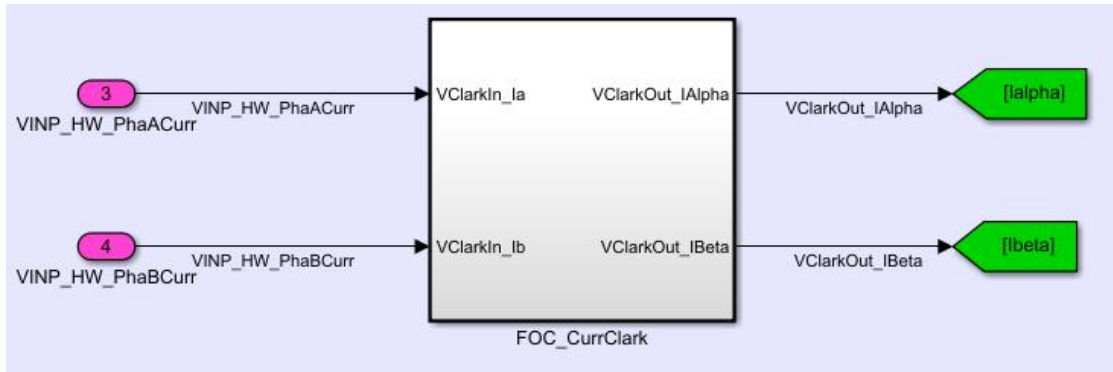 3
VINP_HW_PhaACurr
VINP_HW_PhaACurr
VClarkIn_Ia
VClarkOut_IAlpha
VClarkOut_IAlpha
[Ialpha]
4
VINP_HW_PhaBCurr
VINP_HW_PhaBCurr
VClarkIn_Ib
VClarkOut_IBeta
VClarkOut_IBeta
[Ibeta]
FOC_CurrClark